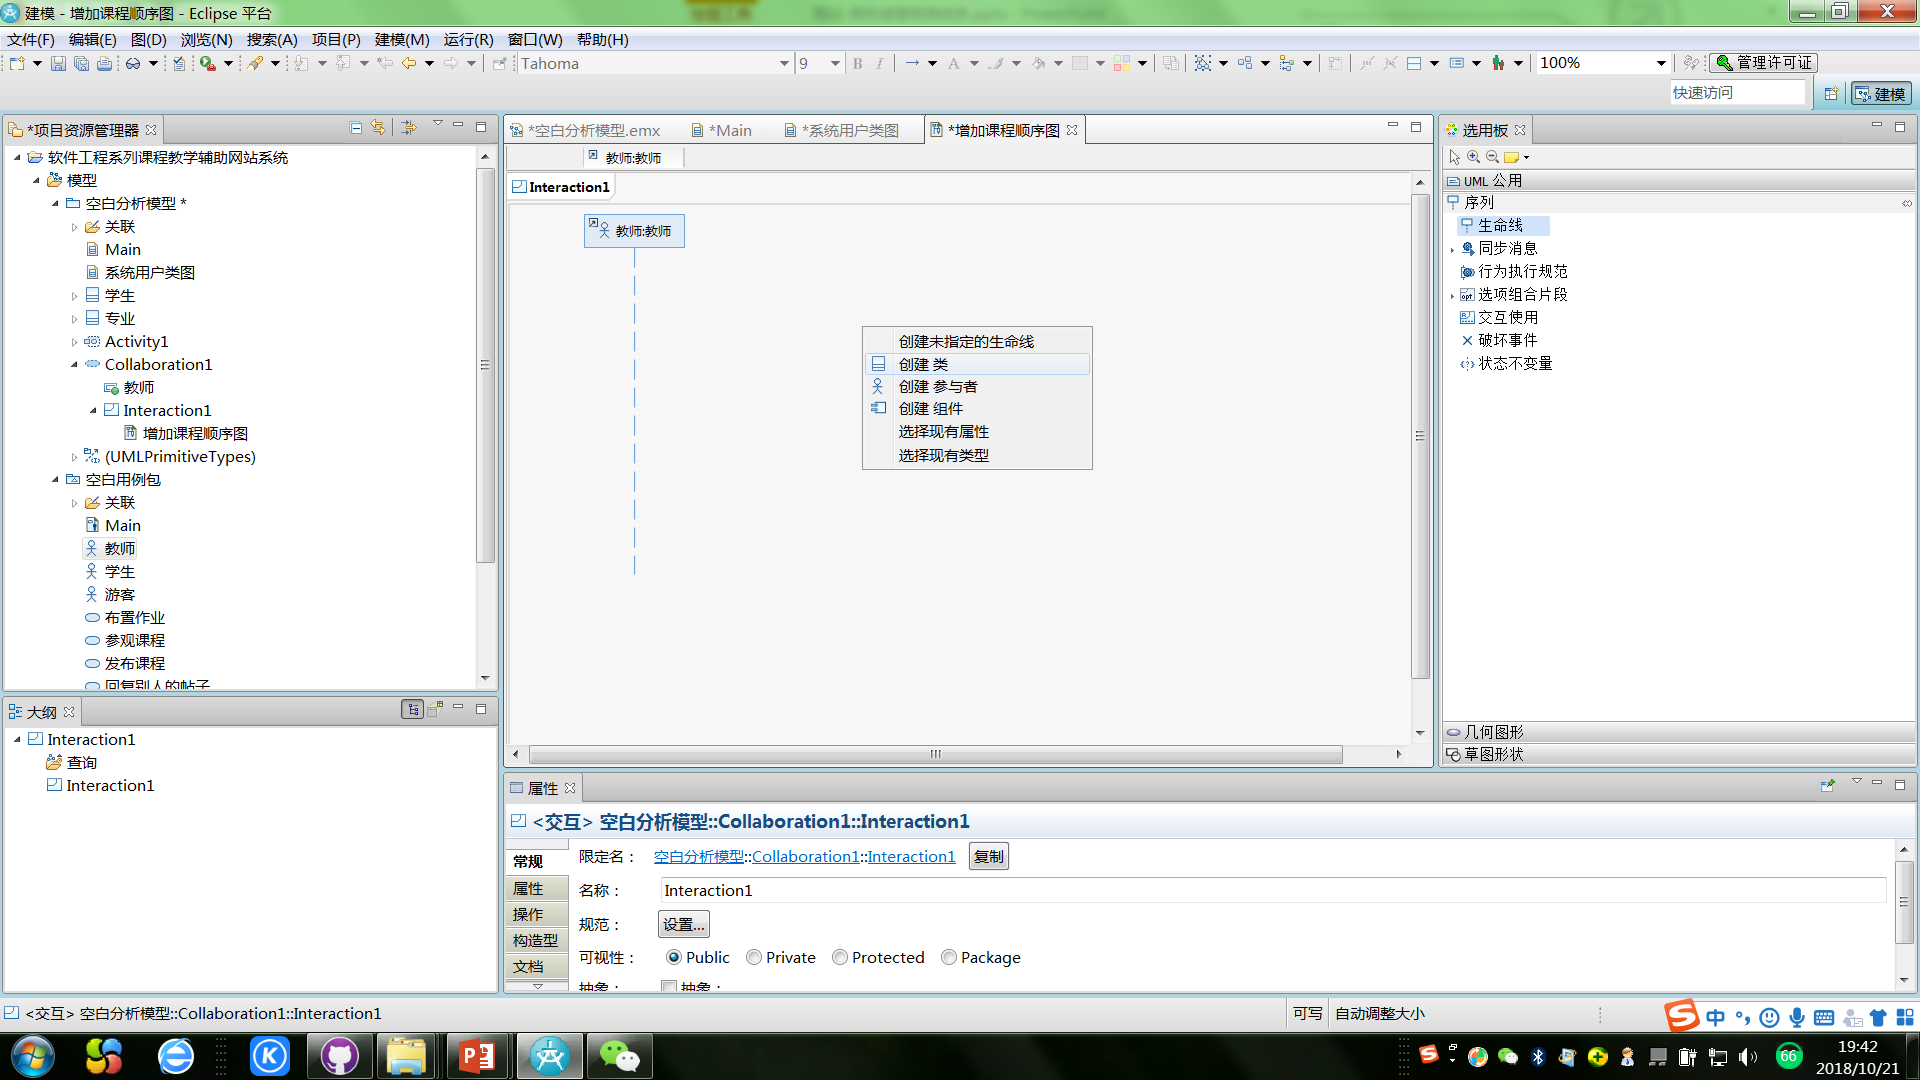 建模 - 增加课程顺序图 - Eclipse 平台
文件(F) 编辑(E) 图(D) 浏览(N) 搜索(A) 项目(P) 建模(M) 运行(R) 窗口(W) 帮助(H)
Tahoma 9 B I A 100% 管理许可证
快速访问 建模
*项目资源管理器
软件工程系列课程教学辅助网站系统
模型
空白分析模型 *
关联
Main
系统用户类图
学生
专业
Activity1
Collaboration1
教师
Interaction1
增加课程顺序图
(UMLPrimitiveTypes)
空白用例包
关联
Main
教师
学生
游客
布置作业
参观课程
发布课程
回复别人的帖子
大纲
Interaction1
查询
Interaction1
*空白分析模型.emx *Main *系统用户类图 *增加课程顺序图
教师:教师
Interaction1
教师:教师
创建未指定的生命线
创建 类
创建 参与者
创建 组件
选择现有属性
选择现有类型
选用板
UML 公用
序列
生命线
同步消息
行为执行规范
opt 选项组合片段
交互使用
破坏事件
状态不变量
几何图形
草图形状
属性
<交互> 空白分析模型::Collaboration1::Interaction1
常规
属性
操作
构造型
文档
限定名： 空白分析模型::Collaboration1::Interaction1 复制
名称： Interaction1
规范： 设置...
可视性： Public Private Protected Package
抽象： 抽象：
<交互> 空白分析模型::Collaboration1::Interaction1 可写 自动调整大小
中
66
19:42
2018/10/21